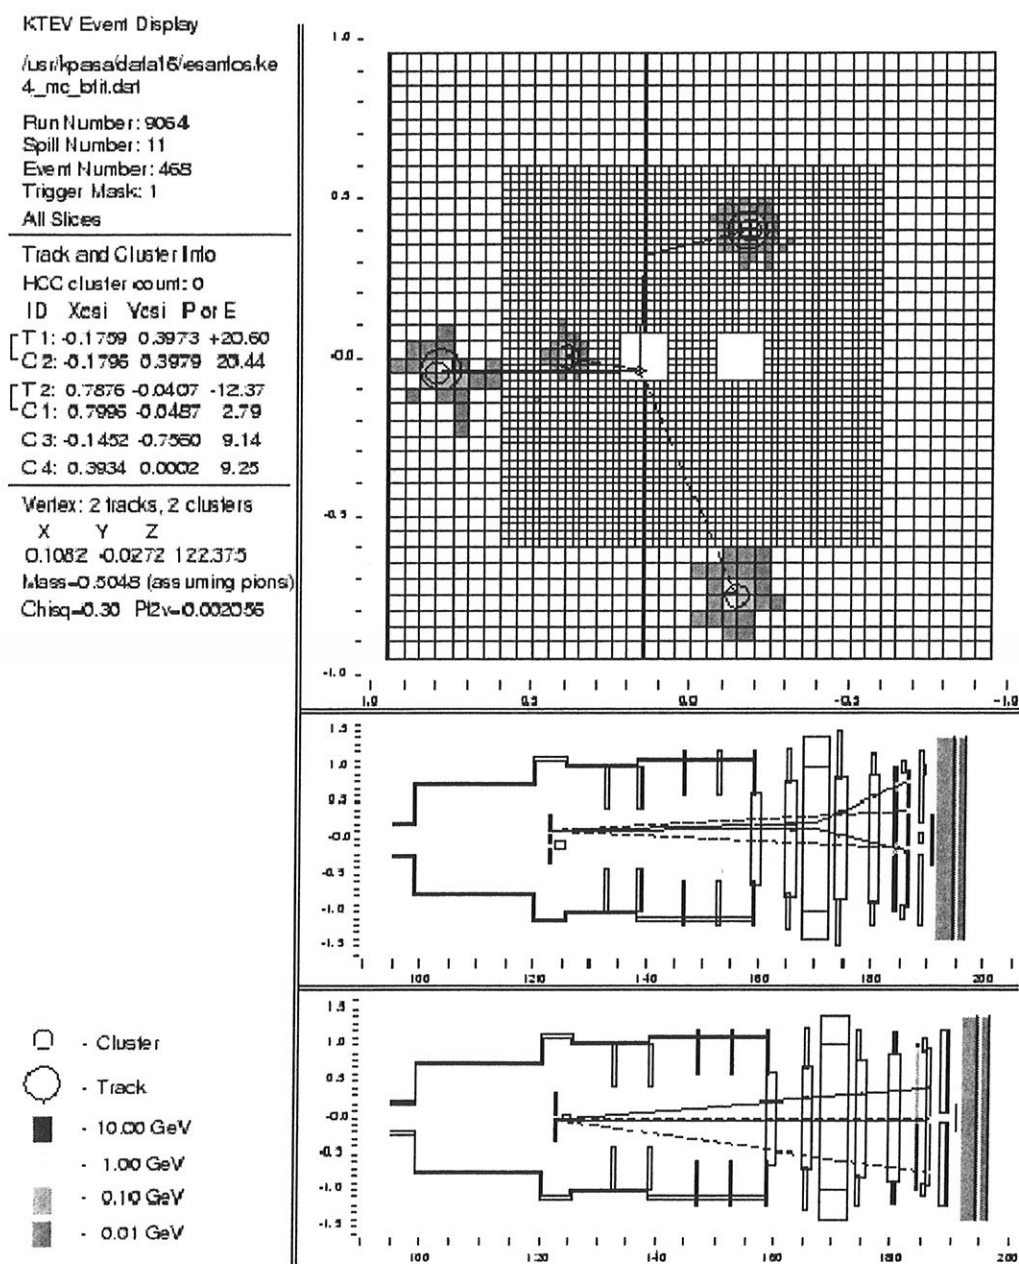 KTEV Event Display
/usr/kpasa/data16/esantos/ke
4_mc_bfit.dat
Run Number: 9064
Spill Number: 11
Event Number: 468
Trigger Mask: 1
All Slices
Track and Cluster Info
HCC cluster count: 0
ID Xcsi Ycsi P or E
T 1: -0.1759 0.3973 +20.60
C 2: -0.1796 0.3979 20.44
T 2: 0.7876 -0.0407 -12.37
C 1: 0.7996 -0.0487 2.79
C 3: -0.1452 -0.7560 9.14
C 4: 0.3934 0.0002 9.25
Vertex: 2 tracks, 2 clusters
X Y Z
0.1082 -0.0272 122.375
Mass=0.5048 (assuming pions)
Chisq=0.30 Pt2v=0.002056
- Cluster
- Track
- 10.00 GeV
- 1.00 GeV
- 0.10 GeV
- 0.01 GeV
1.0
0.5
-0.0
-0.5
-1.0
1.0 0.5 0.0 -0.5 -1.0
1.5
1.0
0.5
-0.0
-0.5
-1.0
-1.5
100 120 140 160 180 200
1.5
1.0
0.5
-0.0
-0.5
-1.0
-1.5
100 120 140 160 180 200